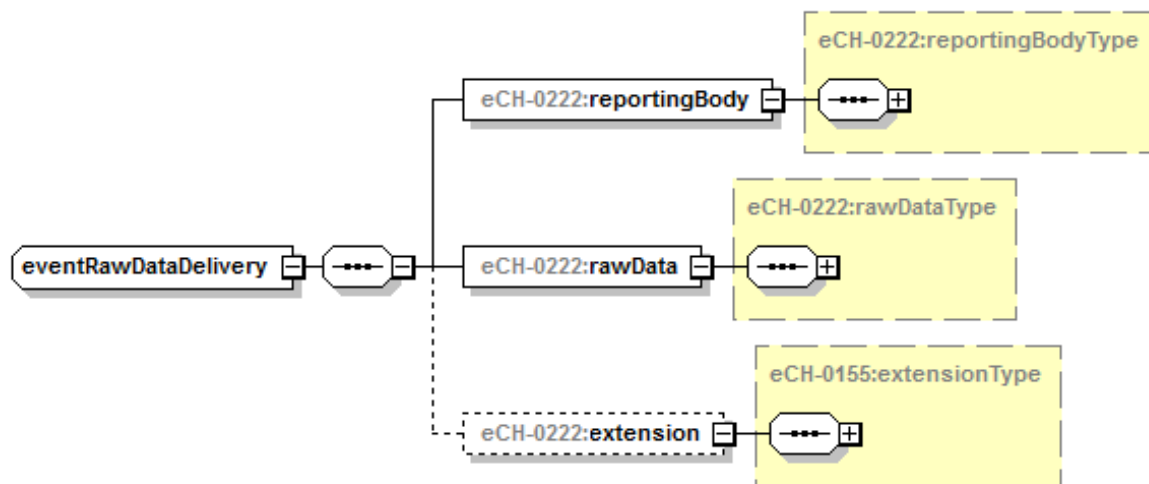 eCH-0222:reportingBodyType
eCH-0222:reportingBody
eCH-0222:rawDataType
eventRawDataDelivery
eCH-0222:rawData
eCH-0155:extensionType
eCH-0222:extension